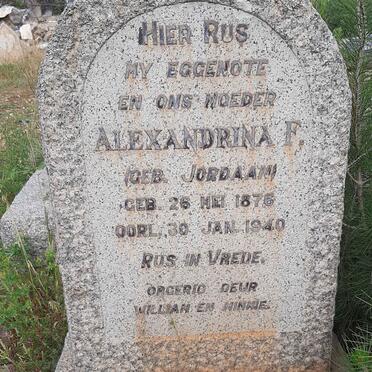 HIER RUS
MY EGGENOTE
EN ONS MOEDER
ALEXANDRINA F.
(GEB. JORDAAN)
GEB. 26 MEI 1876
OORL. 30 JAN. 1940
RUS IN VREDE.
OPGERIG DEUR
WILLIAM EN MINNIE.